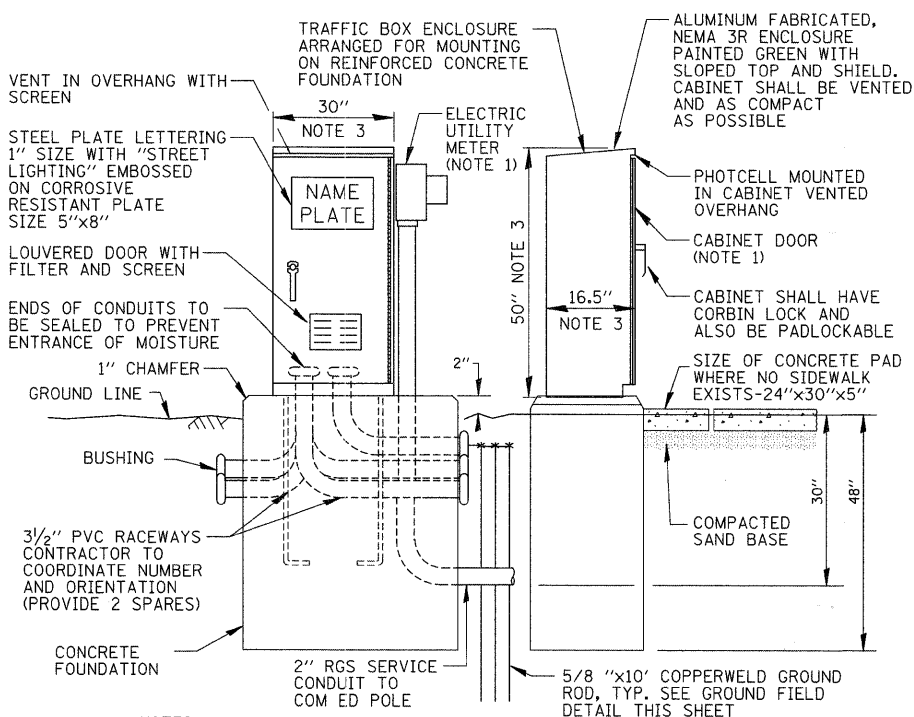 TRAFFIC BOX ENCLOSURE
ARRANGED FOR MOUNTING
ON REINFORCED CONCRETE
FOUNDATION
ALUMINUM FABRICATED,
NEMA 3R ENCLOSURE
PAINTED GREEN WITH
SLOPED TOP AND SHIELD.
CABINET SHALL BE VENTED
AND AS COMPACT
AS POSSIBLE
VENT IN OVERHANG WITH
SCREEN
30"
NOTE 3
ELECTRIC
UTILITY
METER
(NOTE 1)
STEEL PLATE LETTERING
1" SIZE WITH "STREET
LIGHTING" EMBOSSED
ON CORROSIVE
RESISTANT PLATE
SIZE 5"x8"
NAME
PLATE
PHOTCELL MOUNTED
IN CABINET VENTED
OVERHANG
CABINET DOOR
(NOTE 1)
50" NOTE 3
16.5"
NOTE 3
LOUVERED DOOR WITH
FILTER AND SCREEN
CABINET SHALL HAVE
CORBIN LOCK AND
ALSO BE PADLOCKABLE
ENDS OF CONDUITS TO
BE SEALED TO PREVENT
ENTRANCE OF MOISTURE
1" CHAMFER
2"
SIZE OF CONCRETE PAD
WHERE NO SIDEWALK
EXISTS-24"x30"x5"
GROUND LINE
BUSHING
30"
48"
COMPACTED
SAND BASE
3 1/2" PVC RACEWAYS
CONTRACTOR TO
COORDINATE NUMBER
AND ORIENTATION
(PROVIDE 2 SPARES)
CONCRETE
FOUNDATION
2" RGS SERVICE
CONDUIT TO
COM ED POLE
5/8 "x10' COPPERWELD GROUND
ROD, TYP. SEE GROUND FIELD
DETAIL THIS SHEET